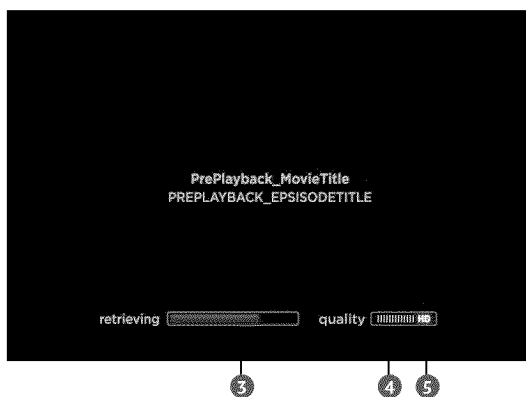 PrePlayback_MovieTitle
PREPLAYBACK_EPSISODETITLE
retrieving quality HD
3 4 5